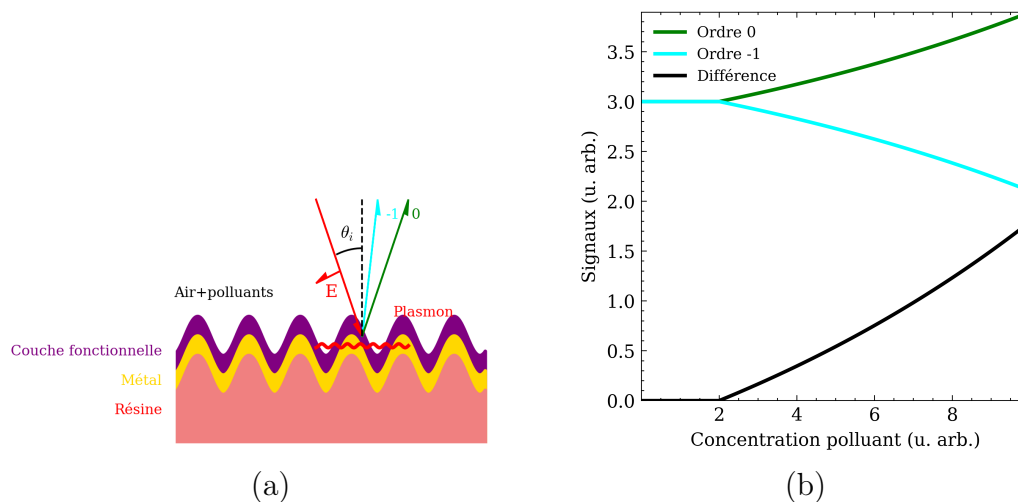 -1
0
θi
E
Air+polluants
Plasmon
Couche fonctionnelle
Métal
Résine
(a)
Ordre 0
Ordre -1
Différence
Signaux (u. arb.)
3.5
3.0
2.5
2.0
1.5
1.0
0.5
0.0
2 4 6 8
Concentration polluant (u. arb.)
(b)